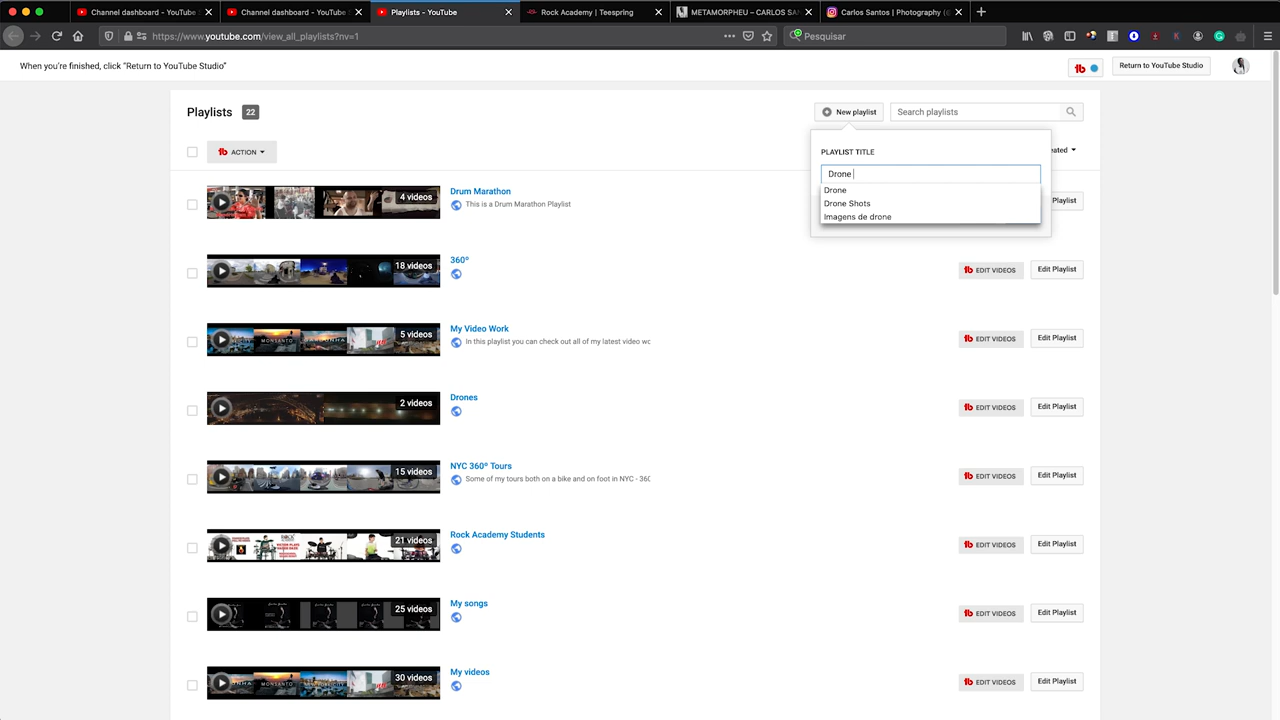 Channel dashboard - YouTube S
Channel dashboard - YouTube S
Playlists - YouTube
Rock Academy | Teespring
METAMORPHEU – CARLOS SAN
Carlos Santos | Photography (@
https://www.youtube.com/view_all_playlists?nv=1
Pesquisar
When you're finished, click “Return to YouTube Studio”
Return to YouTube Studio
Playlists 22
New playlist
Search playlists
ACTION
PLAYLIST TITLE
eated
Drone
Drone
Drone Shots
Imagens de drone
4 videos
Drum Marathon
This is a Drum Marathon Playlist
Playlist
18 videos
360º
EDIT VIDEOS
Edit Playlist
5 videos
My Video Work
In this playlist you can check out all of my latest video wc
EDIT VIDEOS
Edit Playlist
MONSANTO
2 videos
Drones
EDIT VIDEOS
Edit Playlist
15 videos
NYC 360º Tours
Some of my tours both on a bike and on foot in NYC - 360
EDIT VIDEOS
Edit Playlist
21 videos
Rock Academy Students
EDIT VIDEOS
Edit Playlist
25 videos
My songs
EDIT VIDEOS
Edit Playlist
30 videos
My videos
EDIT VIDEOS
Edit Playlist
MONSANTO